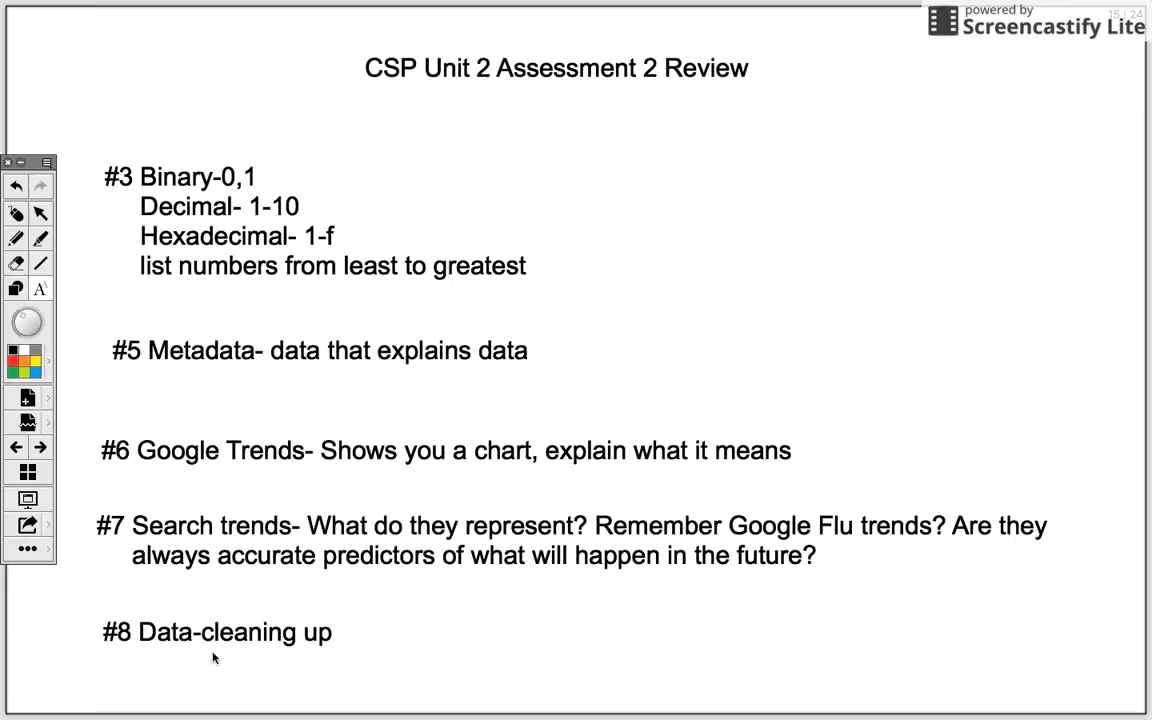 powered by
15 / 24
Screencastify Lite
CSP Unit 2 Assessment 2 Review
#3 Binary-0,1
Decimal- 1-10
Hexadecimal- 1-f
list numbers from least to greatest
#5 Metadata- data that explains data
#6 Google Trends- Shows you a chart, explain what it means
#7 Search trends- What do they represent? Remember Google Flu trends? Are they
always accurate predictors of what will happen in the future?
#8 Data-cleaning up
A